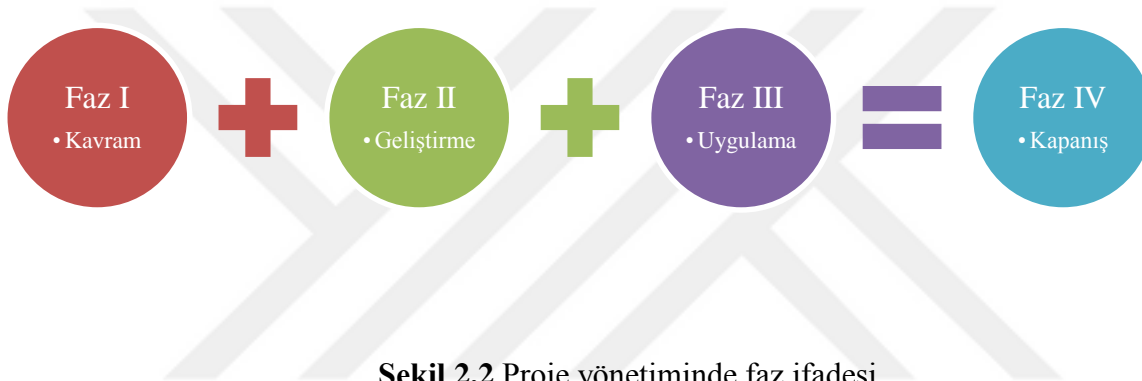 Faz I
• Kavram
Faz II
• Geliştirme
Faz III
• Uygulama
Faz IV
• Kapanış
Şekil 2.2 Proje yönetiminde faz ifadesi